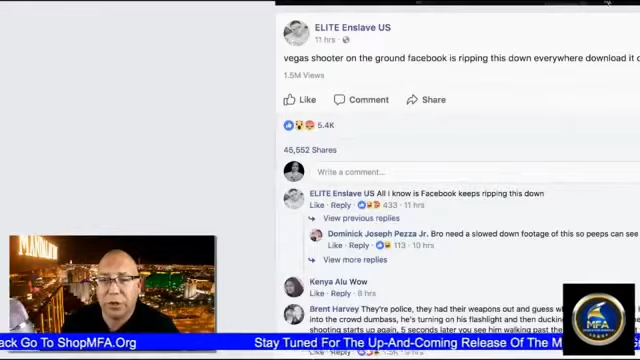 ELITE Enslave US
11 hrs ·
vegas shooter on the ground facebook is ripping this down everywhere download it
1.5M Views
Like Comment Share
5.4K
45,552 Shares
Write a comment...
ELITE Enslave US All I know is Facebook keeps ripping this down
Like · Reply · 433 · 11 hrs
View previous replies
Dominick Joseph Pezza Jr. Bro need a slowed down footage of this so peeps can see
Like · Reply · 113 · 10 hrs
View more replies
Kenya Alu Wow
Like · Reply · 8 hrs
Brent Harvey They're police, they had their weapons out and guess
into the crowd dumbass, he's turning on his flashlight and then
shooting starts up again, 5 seconds later you see him walking past the
MFA
ack Go To ShopMFA.Org Stay Tuned For The Up-And-Coming Release Of The